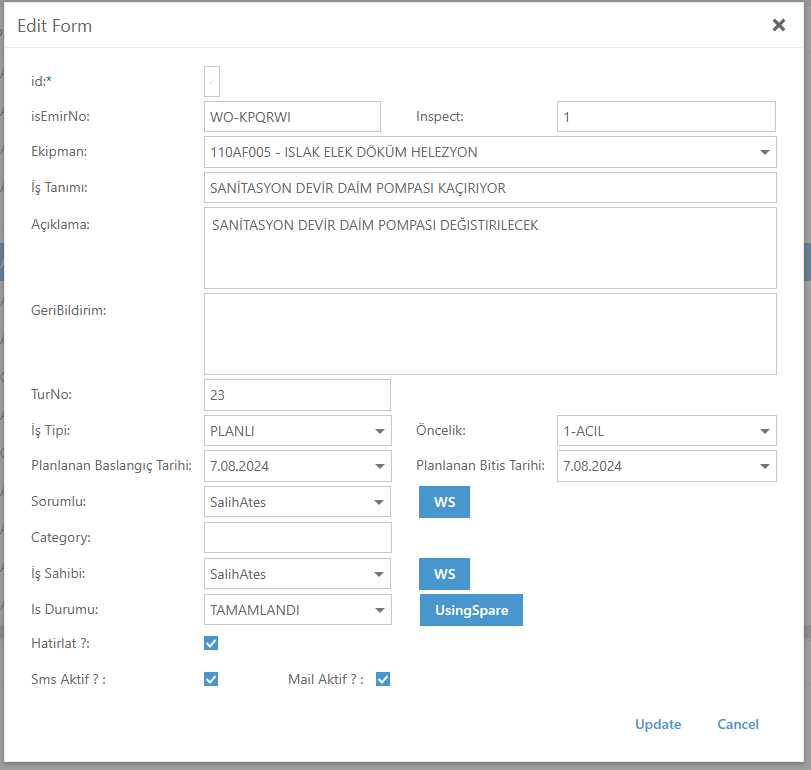 Edit Form
id:*
isEmirNo: WO-KPQRWI Inspect: 1
Ekipman: 110AF005 - ISLAK ELEK DÖKÜM HELEZYON
İş Tanımı: SANİTASYON DEVİR DAİM POMPASI KAÇIRIYOR
Açıklama: SANİTASYON DEVİR DAİM POMPASI DEĞISTIRILECEK
GeriBildirim:
TurNo: 23
İş Tipi: PLANLI Öncelik: 1-ACIL
Planlanan Baslangıç Tarihi: 7.08.2024 Planlanan Bitis Tarihi: 7.08.2024
Sorumlu: SalihAtes WS
Category:
İş Sahibi: SalihAtes WS
Is Durumu: TAMAMLANDI UsingSpare
Hatirlat ?:
Sms Aktif ? : Mail Aktif ? :
Update Cancel